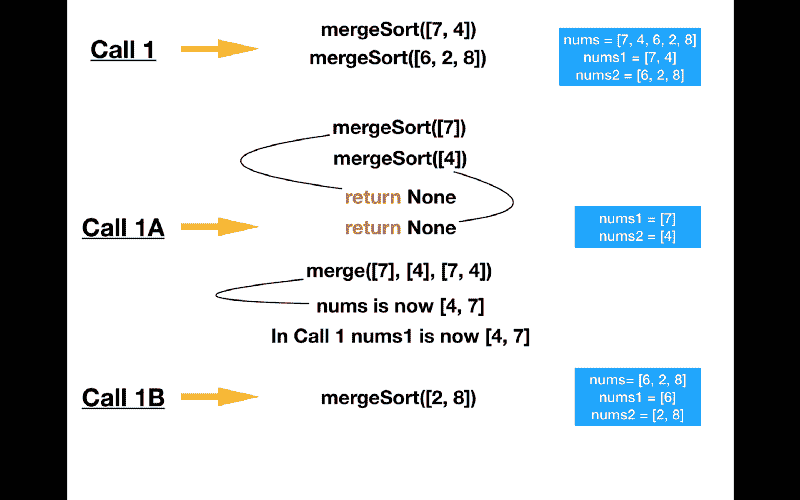 Call 1
mergeSort([7, 4])
mergeSort([6, 2, 8])
nums = [7, 4, 6, 2, 8]
nums1 = [7, 4]
nums2 = [6, 2, 8]
mergeSort([7])
mergeSort([4])
return None
Call 1A
return None
nums1 = [7]
nums2 = [4]
merge([7], [4], [7, 4])
nums is now [4, 7]
In Call 1 nums1 is now [4, 7]
Call 1B
mergeSort([2, 8])
nums= [6, 2, 8]
nums1 = [6]
nums2 = [2, 8]